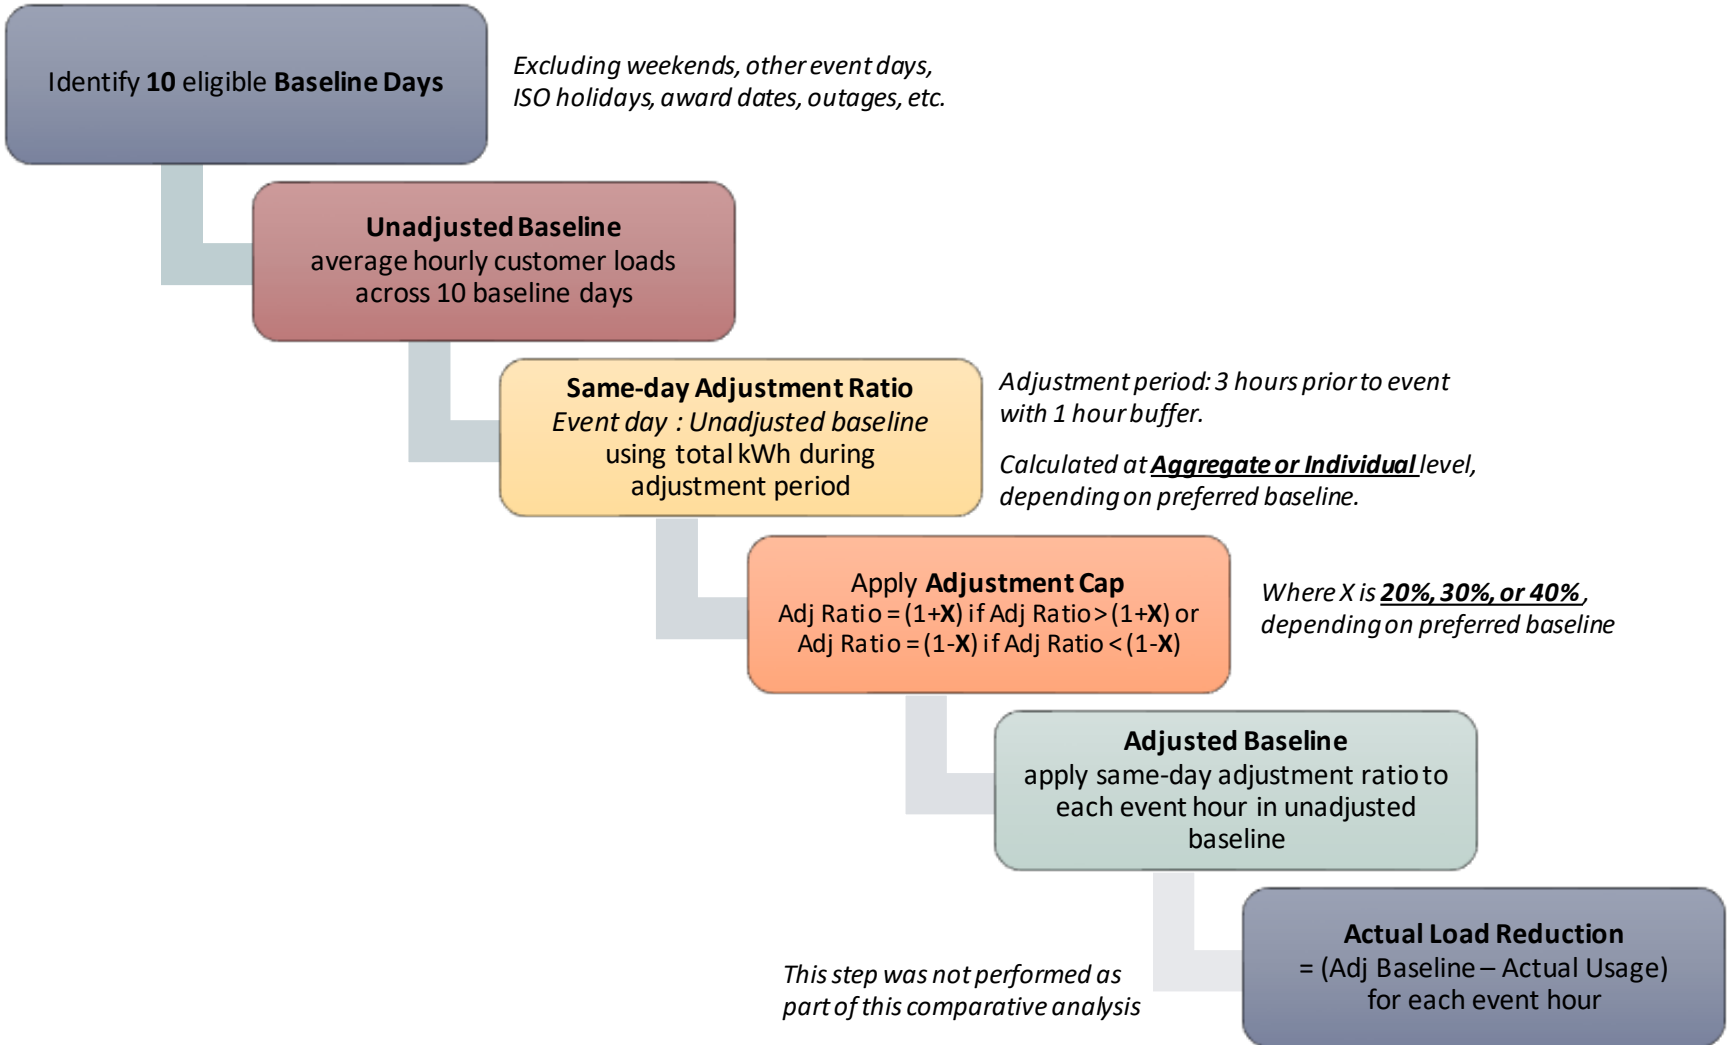 Identify 10 eligible Baseline Days
Excluding weekends, other event days,
ISO holidays, award dates, outages, etc.
Unadjusted Baseline
average hourly customer loads
across 10 baseline days
Same-day Adjustment Ratio
Event day : Unadjusted baseline
using total kWh during
adjustment period
Adjustment period: 3 hours prior to event
with 1 hour buffer.
Calculated at Aggregate or Individual level,
depending on preferred baseline.
Apply Adjustment Cap
Adj Ratio = (1+X) if Adj Ratio > (1+X) or
Adj Ratio = (1-X) if Adj Ratio < (1-X)
Where X is 20%, 30%, or 40%,
depending on preferred baseline
Adjusted Baseline
apply same-day adjustment ratio to
each event hour in unadjusted
baseline
This step was not performed as
part of this comparative analysis
Actual Load Reduction
= (Adj Baseline – Actual Usage)
for each event hour